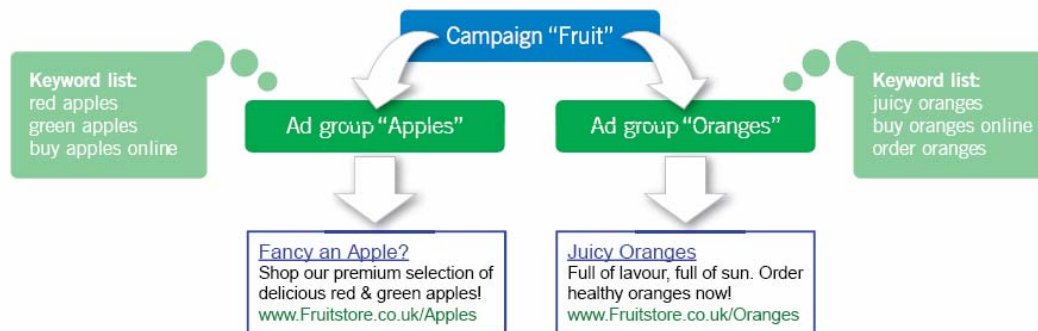 Campaign “Fruit”
Keyword list:
red apples
green apples
buy apples online
Ad group “Apples”
Ad group “Oranges”
Keyword list:
juicy oranges
buy oranges online
order oranges
Fancy an Apple?
Shop our premium selection of
delicious red & green apples!
www.Fruitstore.co.uk/Apples
Juicy Oranges
Full of lavour, full of sun. Order
healthy oranges now!
www.Fruitstore.co.uk/Oranges